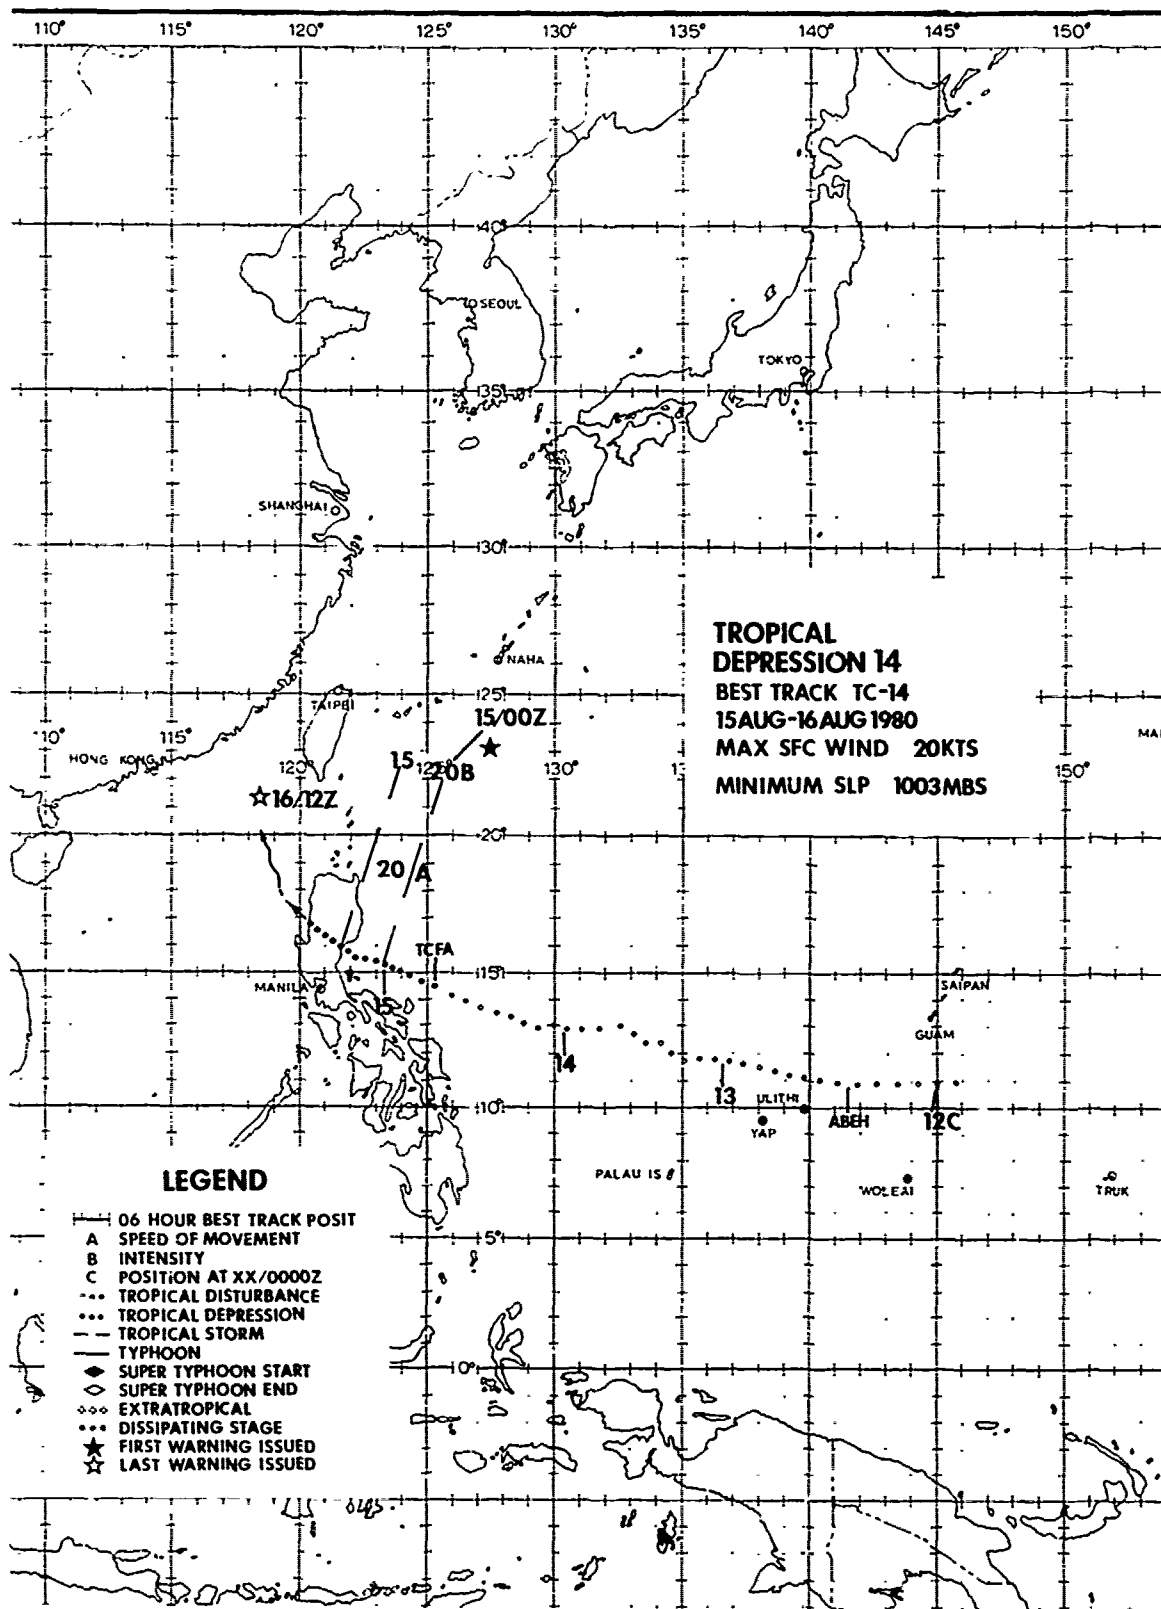 110° 115° 120° 125° 130° 135° 140° 145° 150°
40°
SEOUL
TOKYO
35°
SHANGHAI
30°
NAHA
TROPICAL
DEPRESSION 14
BEST TRACK TC-14
15AUG-16AUG 1980
MAX SFC WIND 20KTS
MINIMUM SLP 1003MBS
25°
TAIPEI
15/00Z
110° 115°
HONG KONG
120°
15
20B
130°
150°
16/12Z
20°
20 A
TCFA
15°
MANILA
15
SAIPAN
GUAM
14
13
ULITHI
10°
YAP
ABEH
12C
PALAU IS
WOLEAI
TRUK
5°
0°
LEGEND
06 HOUR BEST TRACK POSIT
A SPEED OF MOVEMENT
B INTENSITY
C POSITION AT XX/0000Z
TROPICAL DISTURBANCE
TROPICAL DEPRESSION
TROPICAL STORM
TYPHOON
SUPER TYPHOON START
SUPER TYPHOON END
EXTRATROPICAL
DISSIPATING STAGE
FIRST WARNING ISSUED
LAST WARNING ISSUED